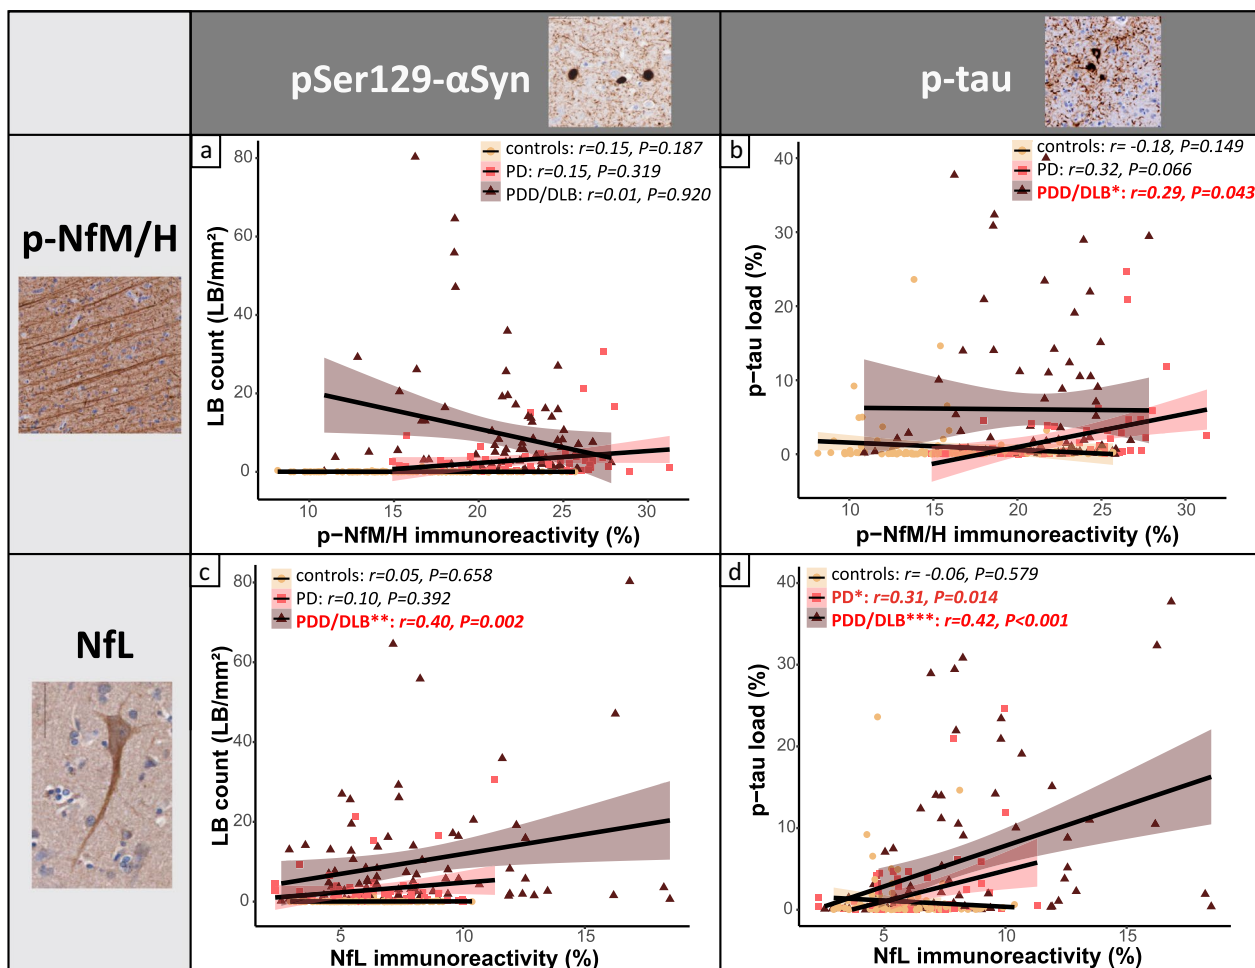 pSer129-αSyn
p-tau
p-NfM/H
a
controls: r=0.15, P=0.187
PD: r=0.15, P=0.319
PDD/DLB: r=0.01, P=0.920
LB count (LB/mm²)
80
60
40
20
0
10
15
20
25
30
p−NfM/H immunoreactivity (%)
b
controls: r= -0.18, P=0.149
PD: r=0.32, P=0.066
PDD/DLB*: r=0.29, P=0.043
p−tau load (%)
40
30
20
10
0
10
15
20
25
30
p−NfM/H immunoreactivity (%)
NfL
c
controls: r=0.05, P=0.658
PD: r=0.10, P=0.392
PDD/DLB**: r=0.40, P=0.002
LB count (LB/mm²)
80
60
40
20
0
5
10
15
NfL immunoreactivity (%)
d
controls: r= -0.06, P=0.579
PD*: r=0.31, P=0.014
PDD/DLB***: r=0.42, P<0.001
p−tau load (%)
40
30
20
10
0
5
10
15
NfL immunoreactivity (%)